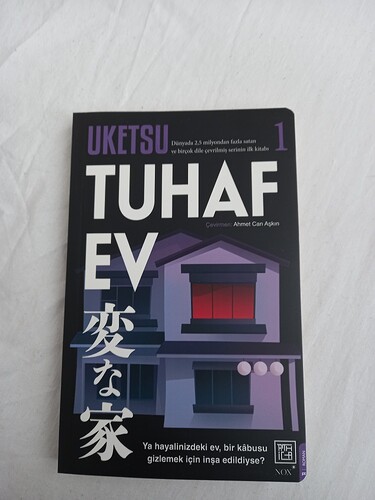 UKETSU
Dünyada 2,5 milyondan fazla satan
ve birçok dile çevrilmiş serinin ilk kitabı
1
TUHAF
Çevirmen: Ahmet Can Aşkın
EV
変な家
Ya hayalinizdeki ev, bir kâbusu
gizlemek için inşa edildiyse?
NOX
ROMAN